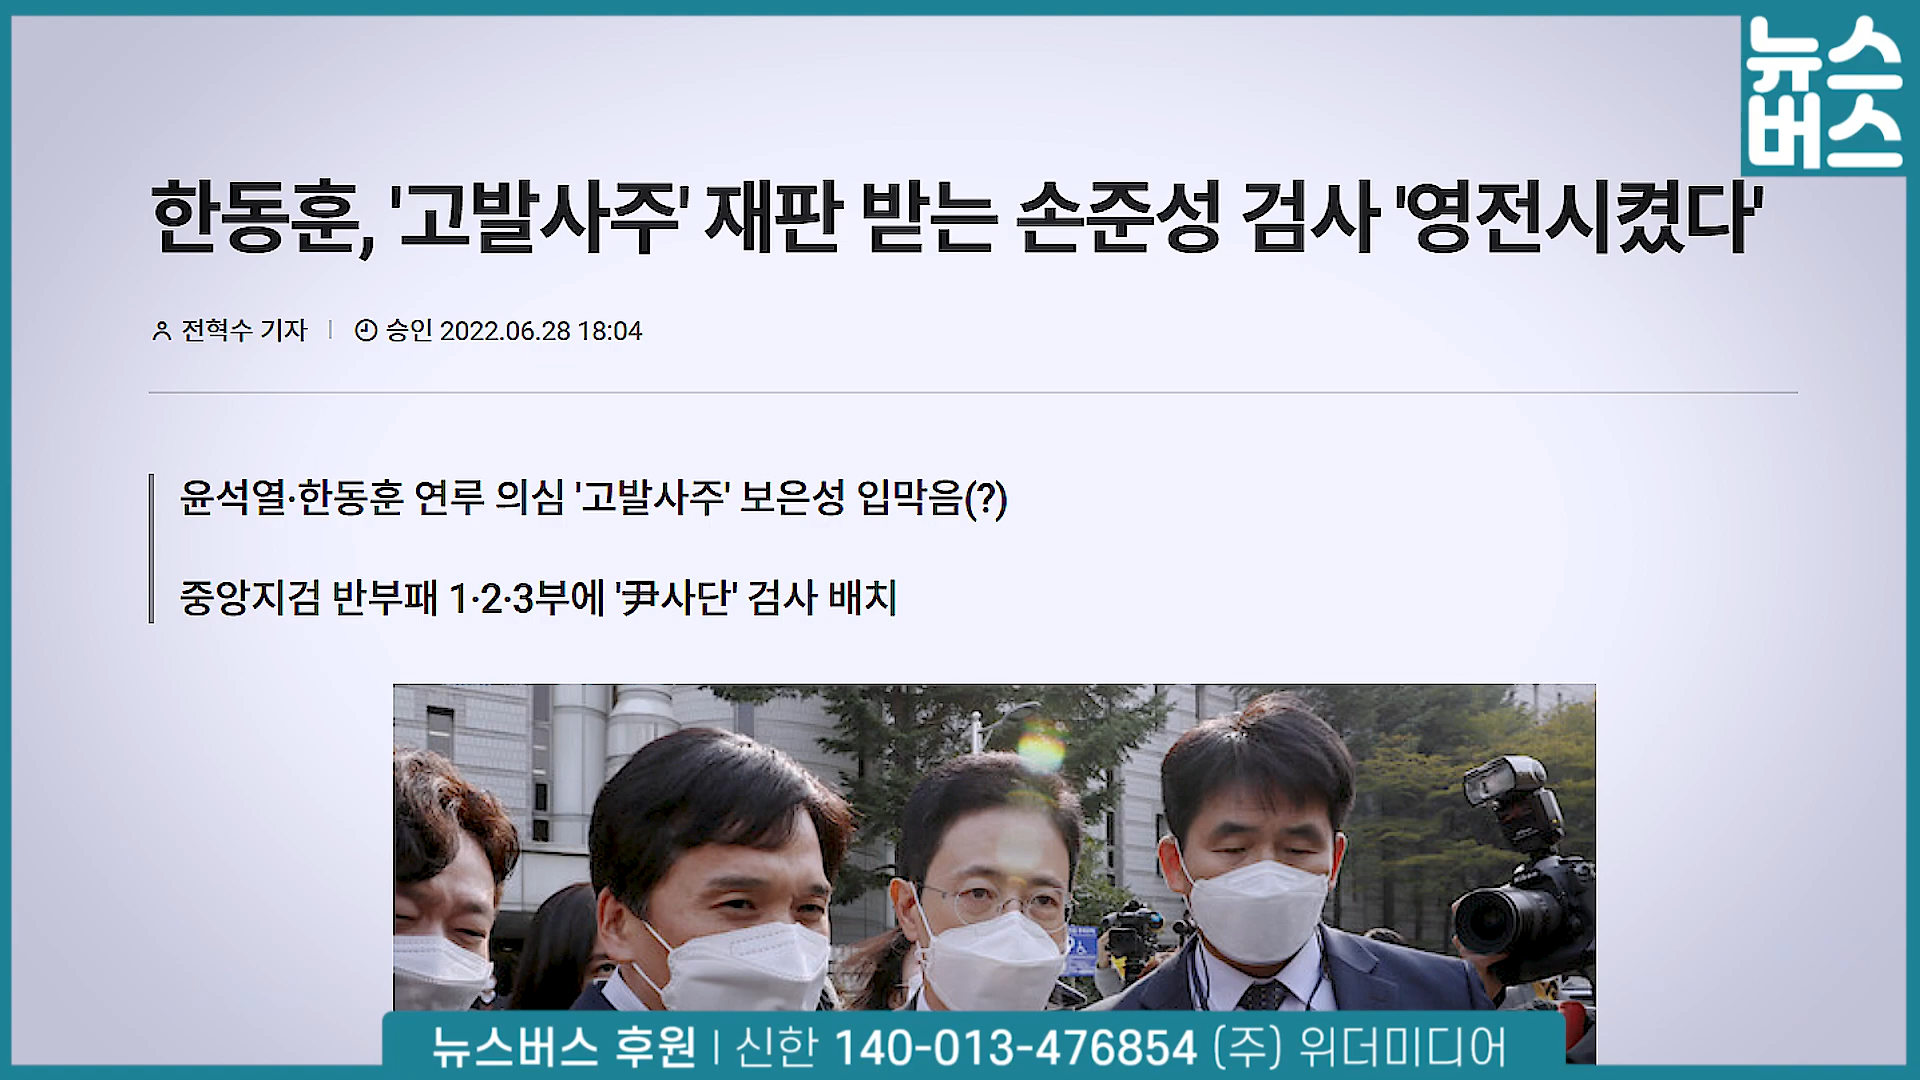 뉴스
버스
한동훈, '고발사주' 재판 받는 손준성 검사 '영전시켰다'
전혁수 기자 | 승인 2022.06.28 18:04
윤석열·한동훈 연루 의심 '고발사주' 보은성 입막음(?)
중앙지검 반부패 1·2·3부에 '尹사단' 검사 배치
뉴스버스 후원 | 신한 140-013-476854 (주) 위더미디어